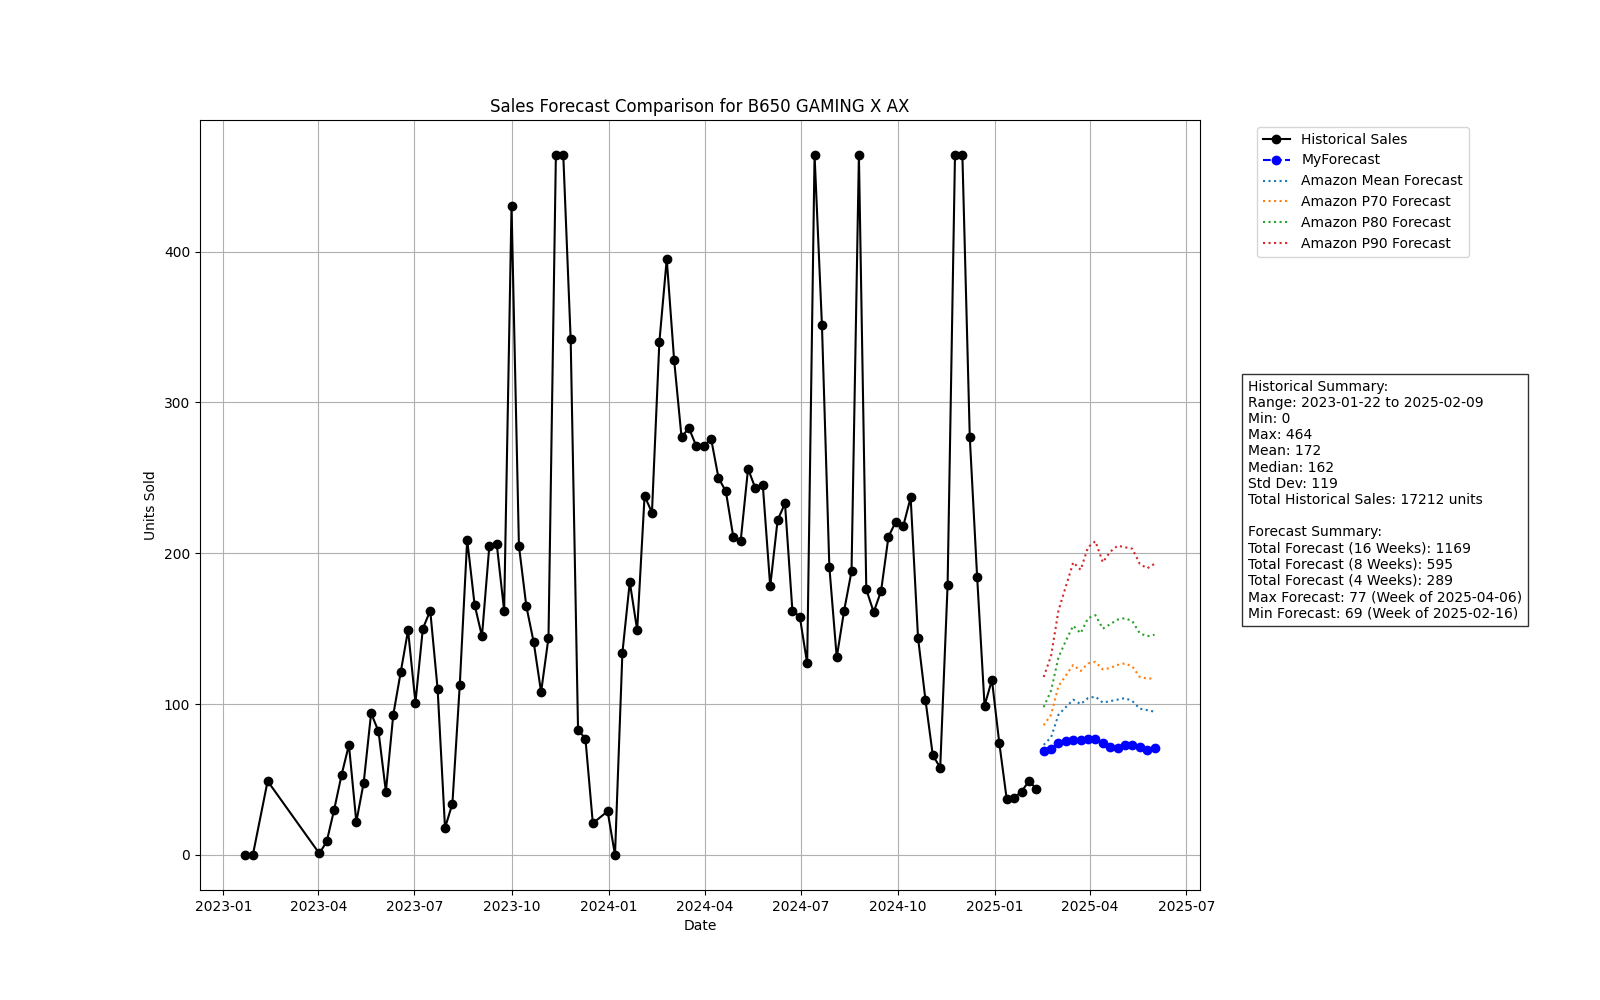 Sales Forecast Comparison for B650 GAMING X AX
Historical Sales
MyForecast
Amazon Mean Forecast
Amazon P70 Forecast
Amazon P80 Forecast
Amazon P90 Forecast
400
300
200
100
0
Units Sold
Historical Summary:
Range: 2023-01-22 to 2025-02-09
Min: 0
Max: 464
Mean: 172
Median: 162
Std Dev: 119
Total Historical Sales: 17212 units
Forecast Summary:
Total Forecast (16 Weeks): 1169
Total Forecast (8 Weeks): 595
Total Forecast (4 Weeks): 289
Max Forecast: 77 (Week of 2025-04-06)
Min Forecast: 69 (Week of 2025-02-16)
2023-01 2023-04 2023-07 2023-10 2024-01 2024-04 2024-07 2024-10 2025-01 2025-04 2025-07
Date